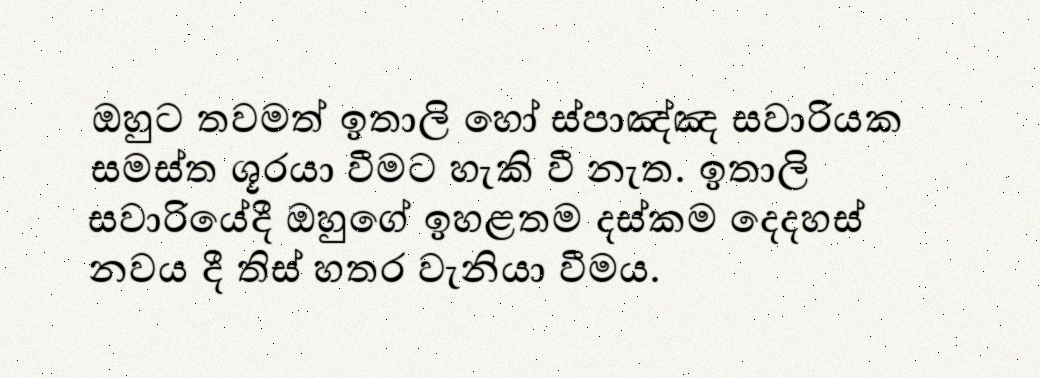 ඔහුට තවමත් ඉතාලි හෝ ස්පාඤ්ඤ සවාරියක
සමස්ත ශූරයා වීමට හැකි වී නැත. ඉතාලි
සවාරියේදී ඔහුගේ ඉහළතම දස්කම දෙදහස්
නවය දී තිස් හතර වැනියා වීමය.